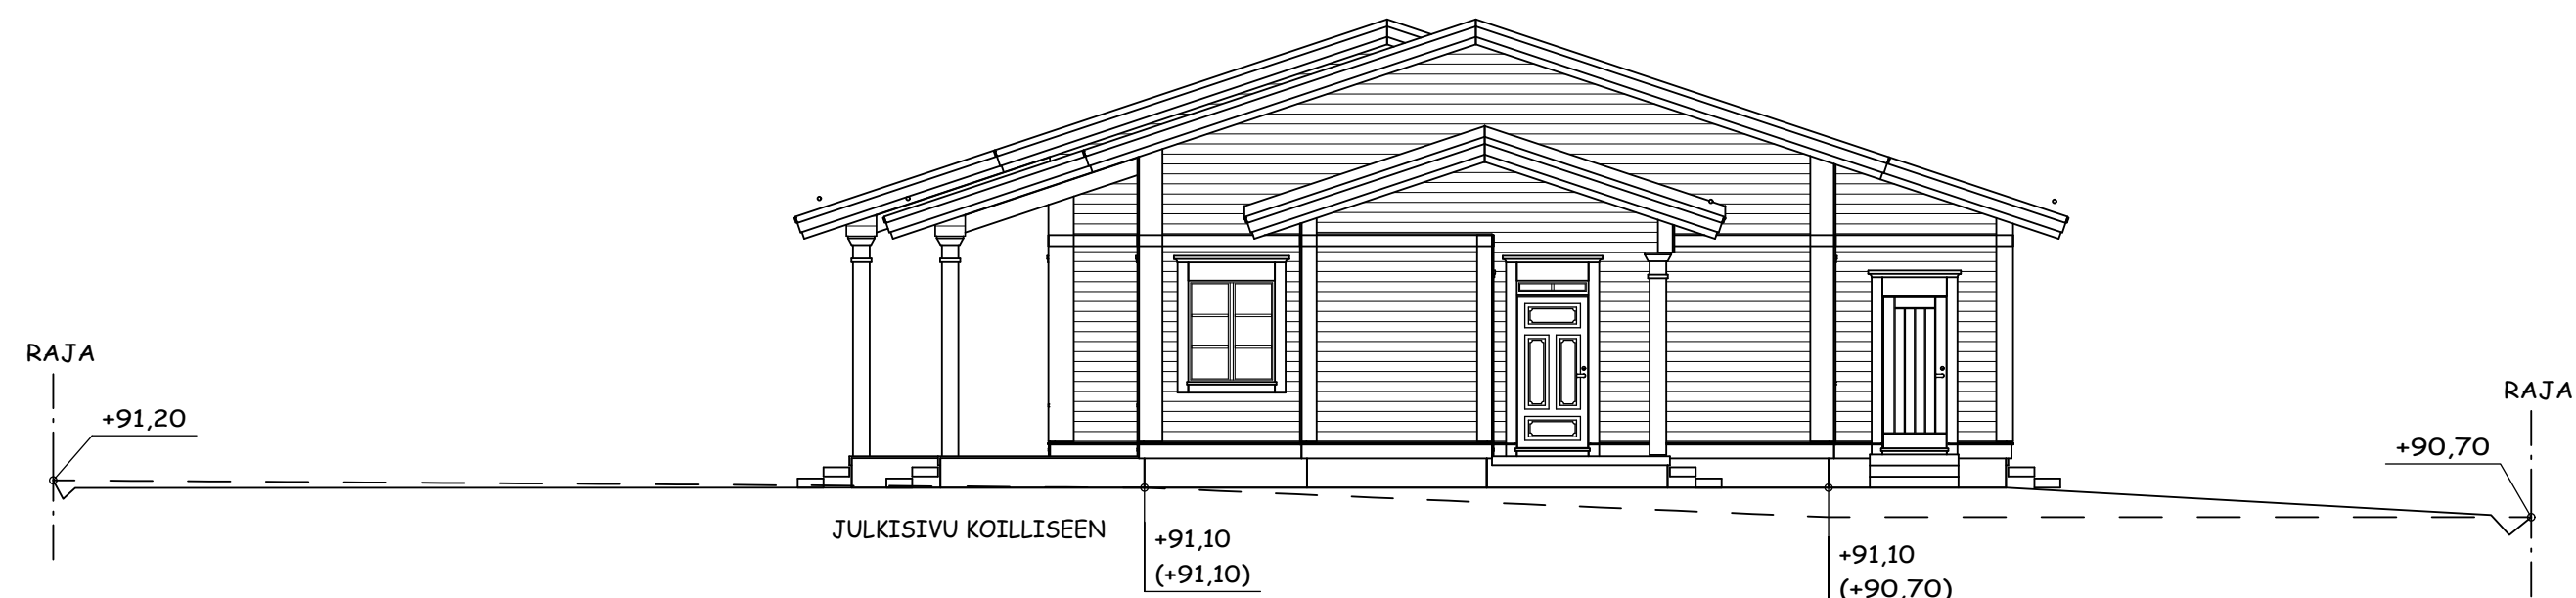 RAJA
+91,20
RAJA
+90,70
JULKISIVU KOILLISEEN
+91,10
(+91,10)
+91,10
(+90,70)